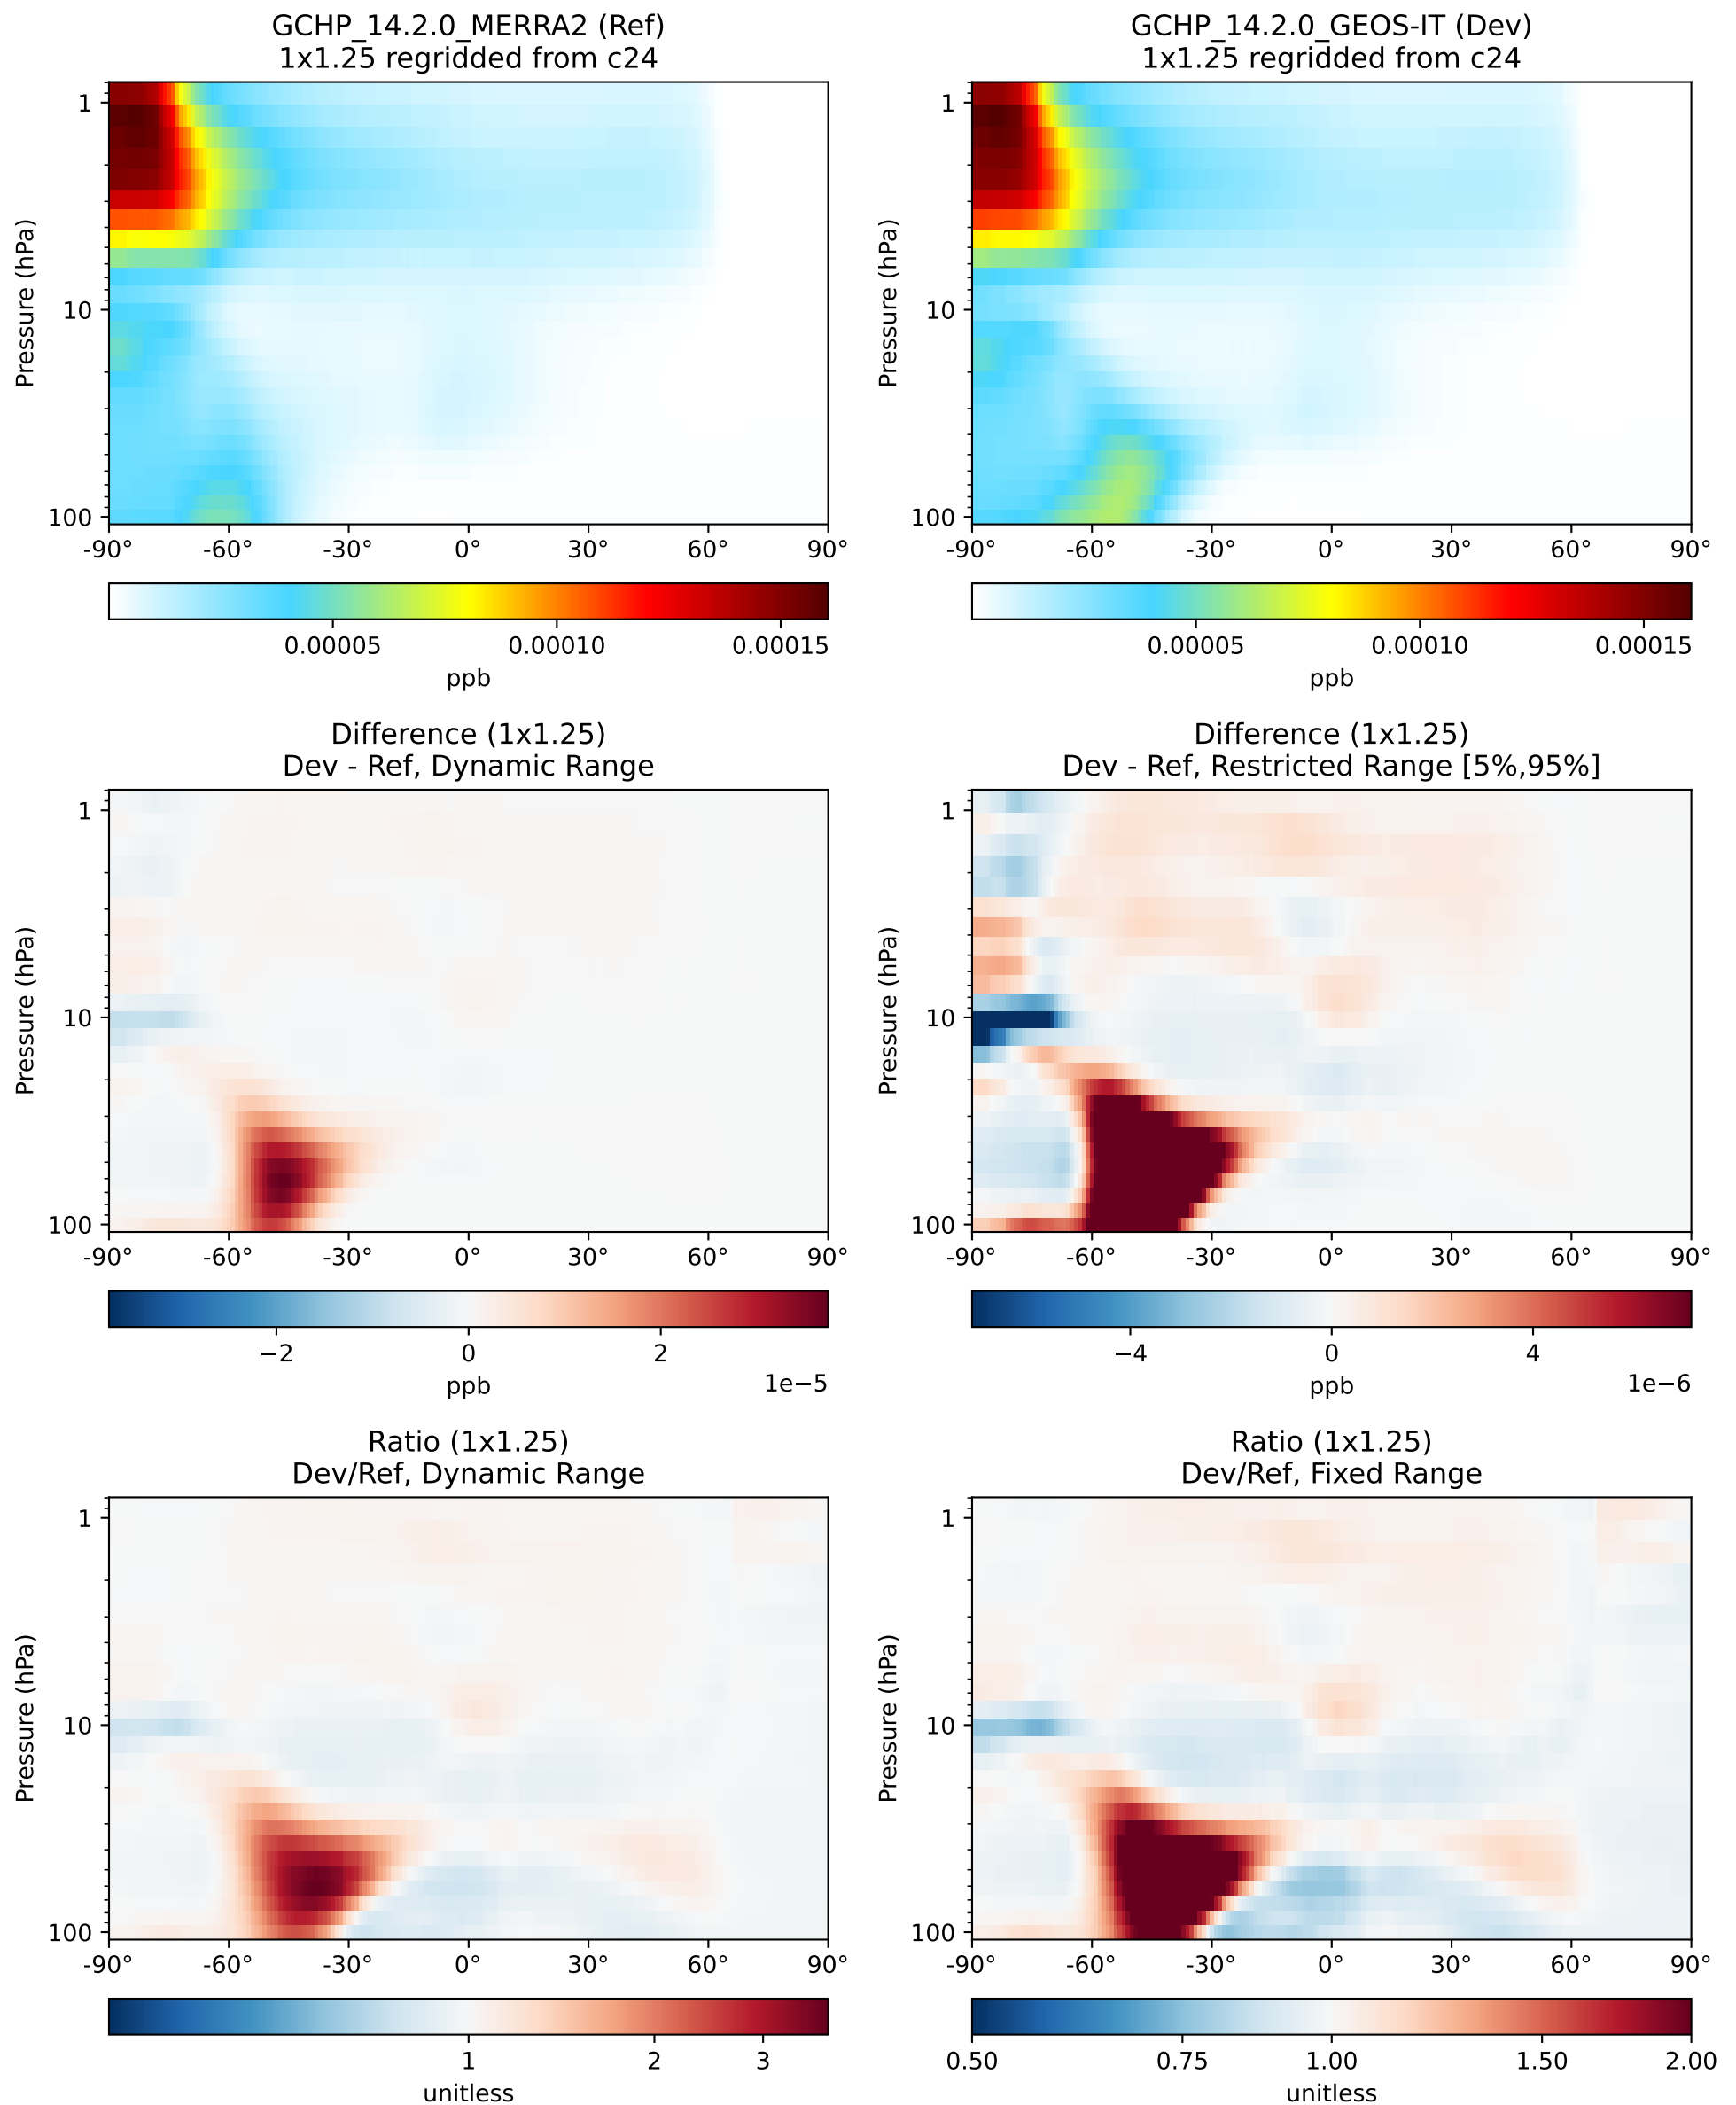 GCHP_14.2.0_MERRA2 (Ref)
1x1.25 regridded from c24
Pressure (hPa)
1
10
100
-90° -60° -30° 0° 30° 60° 90°
0.00005 0.00010 0.00015
ppb
GCHP_14.2.0_GEOS-IT (Dev)
1x1.25 regridded from c24
Pressure (hPa)
1
10
100
-90° -60° -30° 0° 30° 60° 90°
0.00005 0.00010 0.00015
ppb
Difference (1x1.25)
Dev - Ref, Dynamic Range
Pressure (hPa)
1
10
100
-90° -60° -30° 0° 30° 60° 90°
−2 0 2
1e−5
ppb
Difference (1x1.25)
Dev - Ref, Restricted Range [5%,95%]
Pressure (hPa)
1
10
100
-90° -60° -30° 0° 30° 60° 90°
−4 0 4
1e−6
ppb
Ratio (1x1.25)
Dev/Ref, Dynamic Range
Pressure (hPa)
1
10
100
-90° -60° -30° 0° 30° 60° 90°
1 2 3
unitless
Ratio (1x1.25)
Dev/Ref, Fixed Range
Pressure (hPa)
1
10
100
-90° -60° -30° 0° 30° 60° 90°
0.50 0.75 1.00 1.50 2.00
unitless